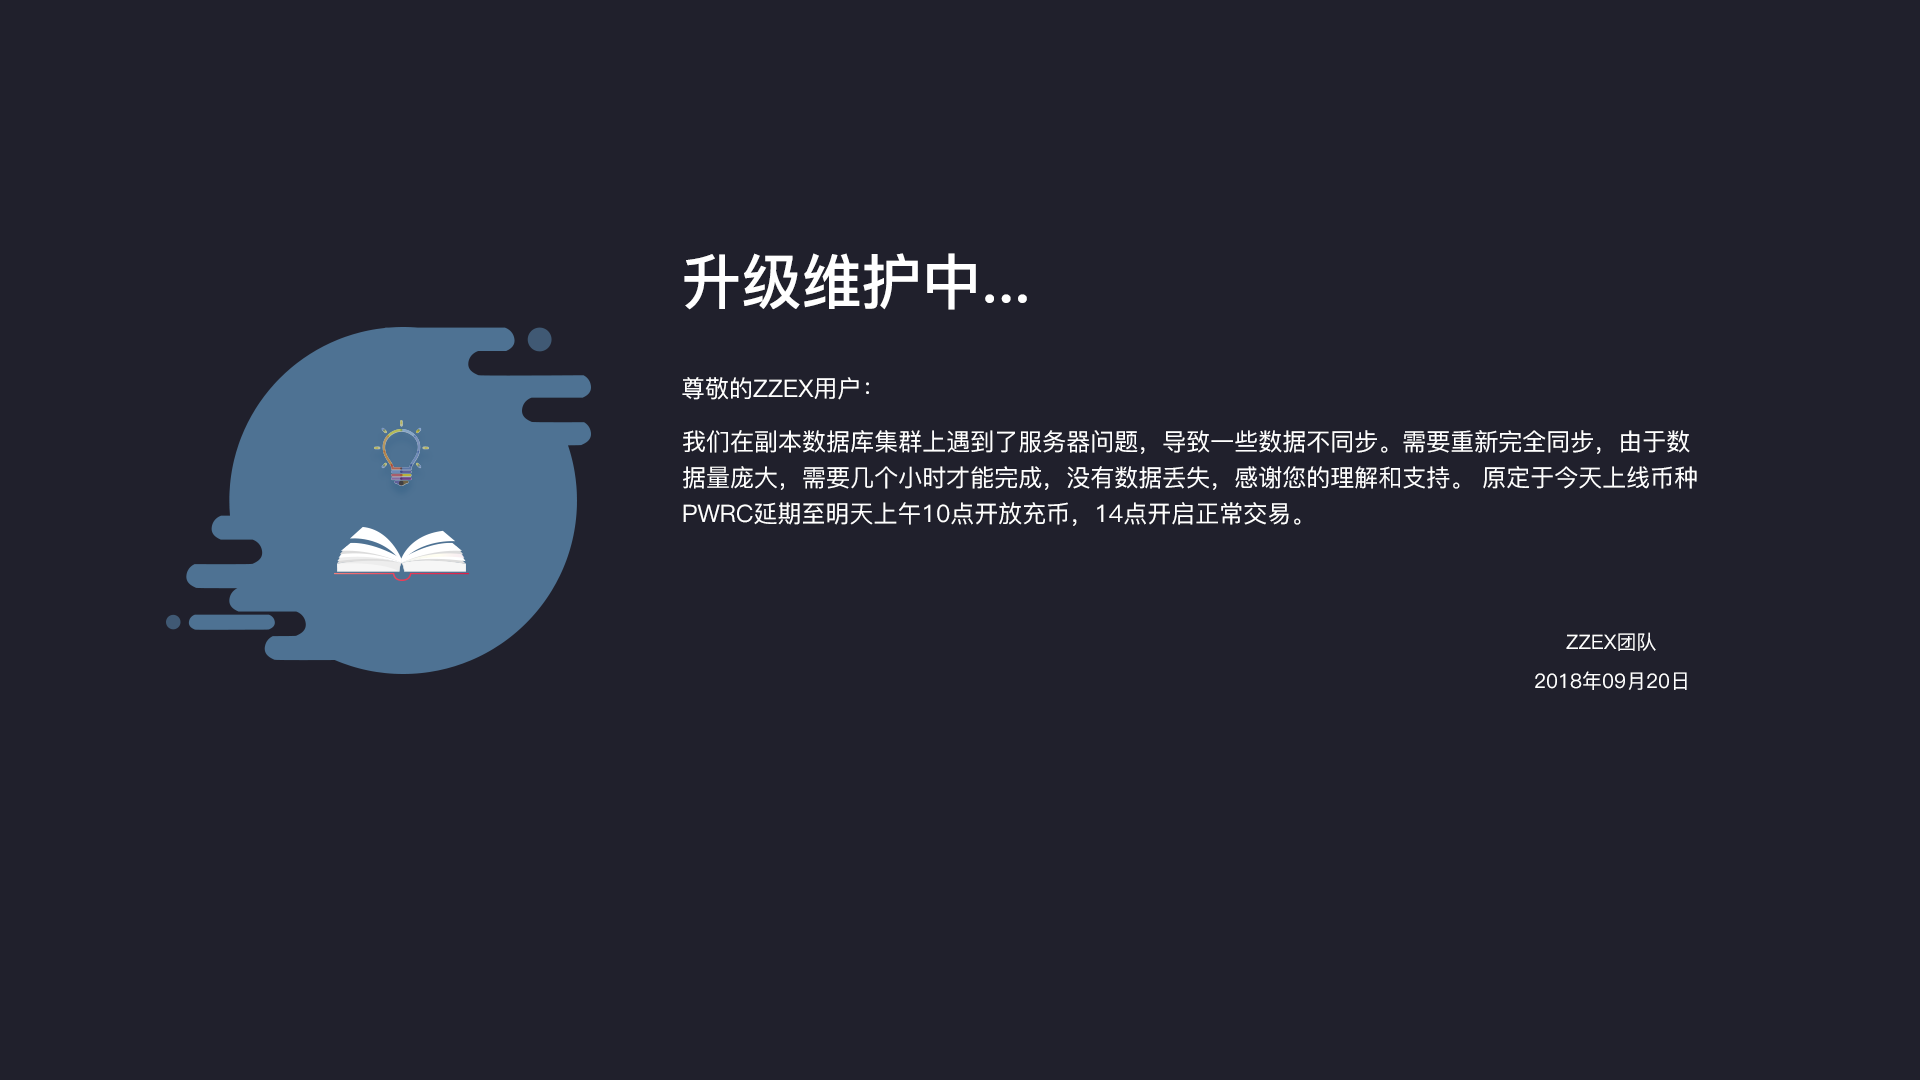 升级维护中...
尊敬的ZZEX用户：
我们在副本数据库集群上遇到了服务器问题，导致一些数据不同步。需要重新完全同步，由于数
据量庞大，需要几个小时才能完成，没有数据丢失，感谢您的理解和支持。 原定于今天上线币种
PWRC延期至明天上午10点开放充币，14点开启正常交易。
ZZEX团队
2018年09月20日